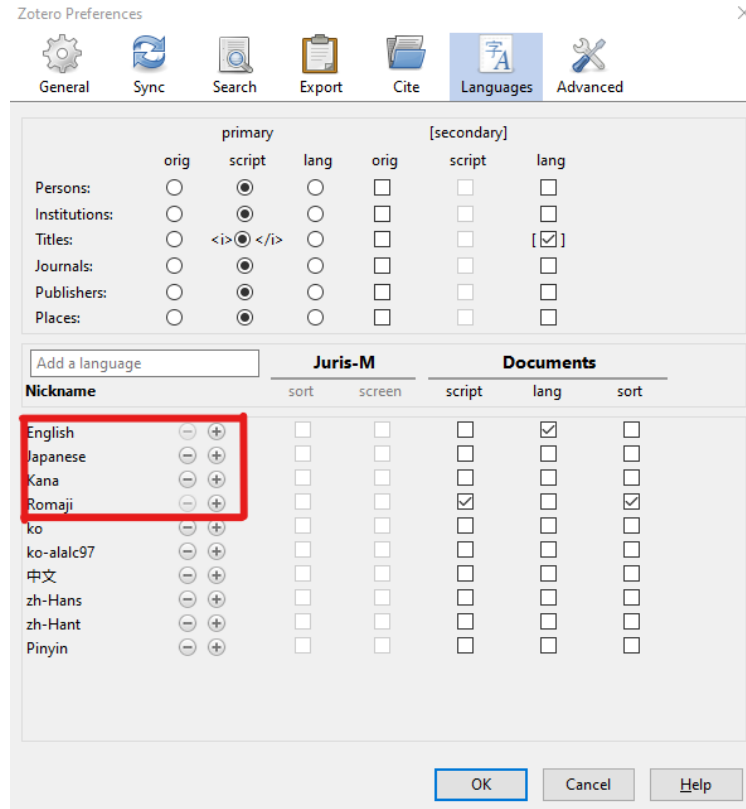 Zotero Preferences
General Sync Search Export Cite Languages Advanced
primary [secondary]
orig script lang orig script lang
Persons:
Institutions:
Titles: <i> </i> [ ]
Journals:
Publishers:
Places:
Add a language Juris-M Documents
Nickname sort screen script lang sort
English
Japanese
Kana
Romaji
ko
ko-alalc97
中文
zh-Hans
zh-Hant
Pinyin
OK Cancel Help